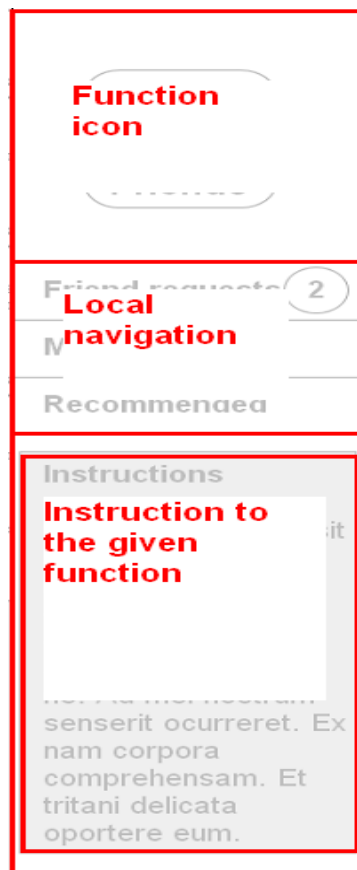 Function
icon
Friend requests 2
Local
navigation
Recommended
Instructions
Instruction to
the given
function
sit
senserit ocurreret. Ex
nam corpora
comprehensam. Et
tritani delicata
oportere eum.